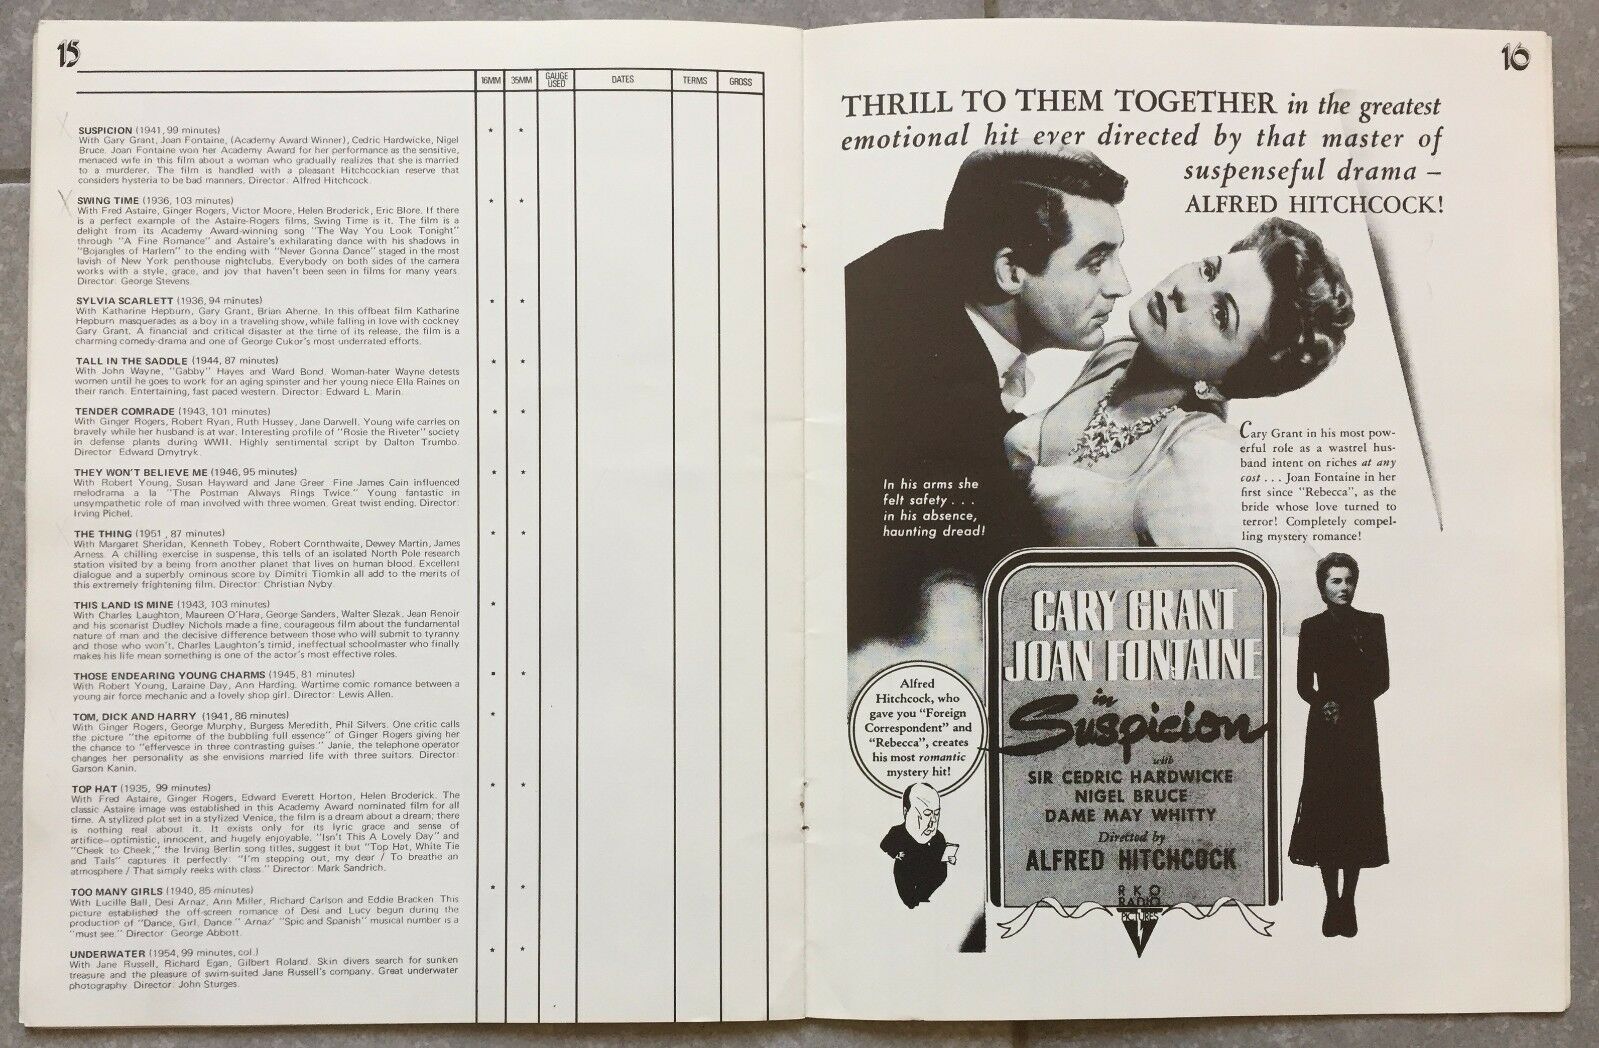 15
16MM 35MM GAUGE USED DATES TERMS GROSS
SUSPICION (1941, 99 minutes) * *
With Gary Grant, Joan Fontaine, (Academy Award Winner), Cedric Hardwicke, Nigel
Bruce. Joan Fontaine won her Academy Award for her performance as the sensitive,
menaced wife in this film about a woman who gradually realizes that she is married
to a murderer. The film is handled with a pleasant Hitchcockian reserve that
considers hysteria to be bad manners. Director: Alfred Hitchcock.
SWING TIME (1936, 103 minutes) * *
With Fred Astaire, Ginger Rogers, Victor Moore, Helen Broderick, Eric Blore. If there
is a perfect example of the Astaire-Rogers films, Swing Time is it. The film is a
delight from its Academy Award-winning song "The Way You Look Tonight"
through "A Fine Romance" and Astaire's exhilarating dance with his shadows in
"Bojangles of Harlem" to the ending with "Never Gonna Dance" staged in the most
lavish of New York penthouse nightclubs. Everybody on both sides of the camera
works with a style, grace, and joy that haven't been seen in films for many years.
Director: George Stevens.
SYLVIA SCARLETT (1936, 94 minutes) * *
With Katharine Hepburn, Gary Grant, Brian Aherne. In this offbeat film Katharine
Hepburn masquerades as a boy in a traveling show, while falling in love with cockney
Gary Grant. A financial and critical disaster at the time of its release, the film is a
charming comedy-drama and one of George Cukor's most underrated efforts.
TALL IN THE SADDLE (1944, 87 minutes) * *
With John Wayne, "Gabby" Hayes and Ward Bond. Woman-hater Wayne detests
women until he goes to work for an aging spinster and her young niece Ella Raines on
their ranch. Entertaining, fast paced western. Director: Edward L. Marin.
TENDER COMRADE (1943, 101 minutes) * *
With Ginger Rogers, Robert Ryan, Ruth Hussey, Jane Darwell. Young wife carries on
bravely while her husband is at war. Interesting profile of "Rosie the Riveter" society
in defense plants during WWII. Highly sentimental script by Dalton Trumbo.
Director: Edward Dmytryk.
THEY WON'T BELIEVE ME (1946, 95 minutes) * *
With Robert Young, Susan Hayward and Jane Greer. Fine James Cain influenced
melodrama a la "The Postman Always Rings Twice." Young fantastic in
unsympathetic role of man involved with three women. Great twist ending. Director:
Irving Pichel.
THE THING (1951, 87 minutes) * *
With Margaret Sheridan, Kenneth Tobey, Robert Cornthwaite, Dewey Martin, James
Arness. A chilling exercise in suspense, this tells of an isolated North Pole research
station visited by a being from another planet that lives on human blood. Excellent
dialogue and a superbly ominous score by Dimitri Tiomkin all add to the merits of
this extremely frightening film. Director: Christian Nyby.
THIS LAND IS MINE (1943, 103 minutes) *
With Charles Laughton, Maureen O'Hara, George Sanders, Walter Slezak. Jean Renoir
and his scenarist Dudley Nichols made a fine, courageous film about the fundamental
nature of man and the decisive difference between those who will submit to tyranny
and those who won't. Charles Laughton's timid, ineffectual schoolmaster who finally
makes his life mean something is one of the actor's most effective roles.
THOSE ENDEARING YOUNG CHARMS (1945, 81 minutes) * *
With Robert Young, Laraine Day, Ann Harding. Wartime comic romance between a
young air force mechanic and a lovely shop girl. Director: Lewis Allen.
TOM, DICK AND HARRY (1941, 86 minutes) *
With Ginger Rogers, George Murphy, Burgess Meredith, Phil Silvers. One critic calls
the picture "the epitome of the bubbling full essence" of Ginger Rogers giving her
the chance to "effervesce in three contrasting guises." Janie, the telephone operator
changes her personality as she envisions married life with three suitors. Director:
Garson Kanin.
TOP HAT (1935, 99 minutes) * *
With Fred Astaire, Ginger Rogers, Edward Everett Horton, Helen Broderick. The
classic Astaire image was established in this Academy Award nominated film for all
time. A stylized plot set in a stylized Venice, the film is a dream about a dream; there
is nothing real about it. It exists only for its lyric grace and sense of
artifice—optimistic, innocent, and hugely enjoyable. "Isn't This A Lovely Day" and
"Cheek to Cheek," the Irving Berlin song titles, suggest it but "Top Hat, White Tie
and Tails" captures it perfectly: "I'm stepping out, my dear / To breathe an
atmosphere / That simply reeks with class." Director: Mark Sandrich.
TOO MANY GIRLS (1940, 85 minutes) * *
With Lucille Ball, Desi Arnaz, Ann Miller, Richard Carlson and Eddie Bracken. This
picture established the off-screen romance of Desi and Lucy begun during the
production of "Dance, Girl, Dance." Arnaz' "Spic and Spanish" musical number is a
"must see." Director: George Abbott.
UNDERWATER (1954, 99 minutes, col.) * *
With Jane Russell, Richard Egan, Gilbert Roland. Skin divers search for sunken
treasure and the pleasure of swim-suited Jane Russell's company. Great underwater
photography. Director: John Sturges.
16
THRILL TO THEM TOGETHER in the greatest
emotional hit ever directed by that master of
suspenseful drama –
ALFRED HITCHCOCK!
Cary Grant in his most pow-
erful role as a wastrel hus-
band intent on riches at any
cost . . . Joan Fontaine in her
first since "Rebecca", as the
bride whose love turned to
terror! Completely compel-
ling mystery romance!
In his arms she
felt safety . . .
in his absence,
haunting dread!
Alfred
Hitchcock, who
gave you "Foreign
Correspondent" and
"Rebecca", creates
his most romantic
mystery hit!
CARY GRANT
JOAN FONTAINE
in
Suspicion
with
SIR CEDRIC HARDWICKE
NIGEL BRUCE
DAME MAY WHITTY
Directed by
ALFRED HITCHCOCK
RKO
RADIO
PICTURES